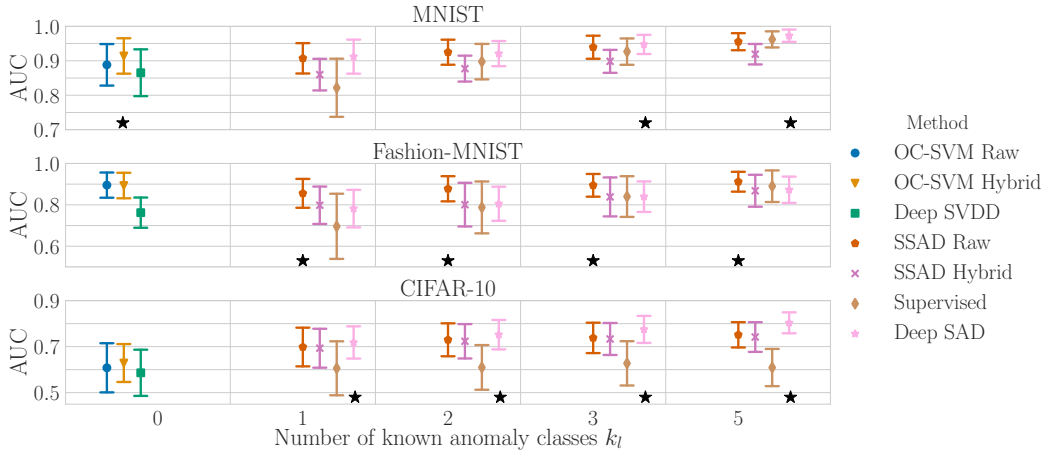 MNIST
1.0
0.9
0.8
0.7
AUC
Fashion-MNIST
1.0
0.8
0.6
AUC
CIFAR-10
0.9
0.7
0.5
AUC
0 1 2 3 5
Number of known anomaly classes kₗ
Method
OC-SVM Raw
OC-SVM Hybrid
Deep SVDD
SSAD Raw
SSAD Hybrid
Supervised
Deep SAD